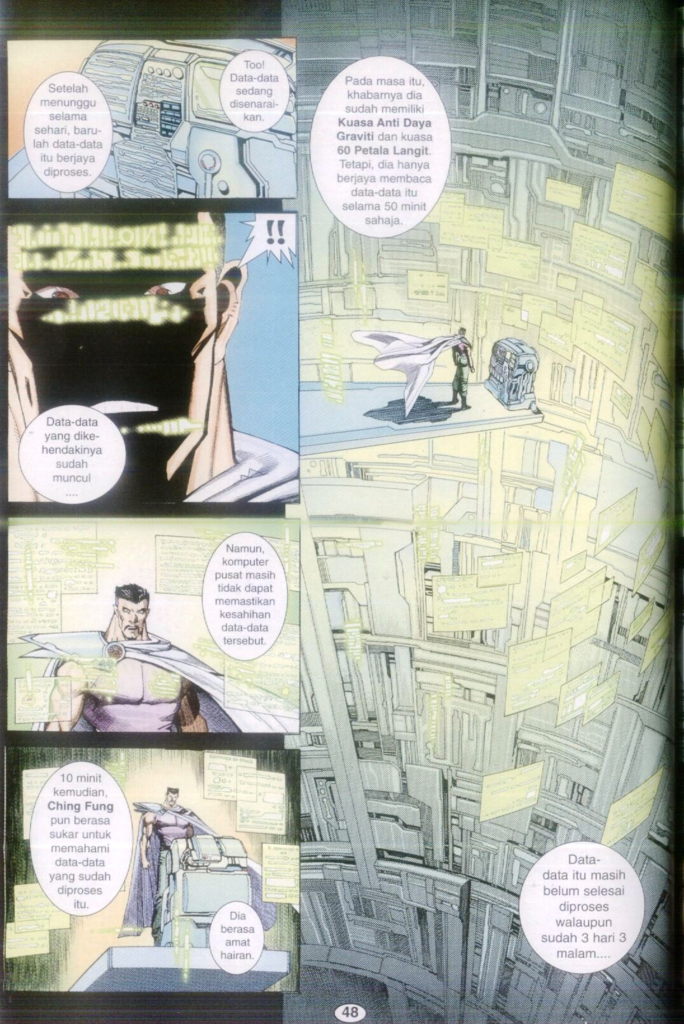 Setelah
menunggu
selama
sehari, baru-
lah data-data
itu berjaya
diproses.
Too!
Data-data
sedang
disenarai-
kan.
!!
Data-data
yang dike-
hendakinya
sudah
muncul
....
Namun,
komputer
pusat masih
tidak dapat
memastikan
kesahihan
data-data
tersebut.
10 minit
kemudian,
Ching Fung
pun berasa
sukar untuk
memahami
data-data
yang sudah
diproses
itu.
Dia
berasa
amat
hairan.
Pada masa itu,
khabarnya dia
sudah memiliki
Kuasa Anti Daya
Graviti dan kuasa
60 Petala Langit.
Tetapi, dia hanya
berjaya membaca
data-data itu
selama 50 minit
sahaja.
Data-
data itu masih
belum selesai
diproses
walaupun
sudah 3 hari 3
malam....
48